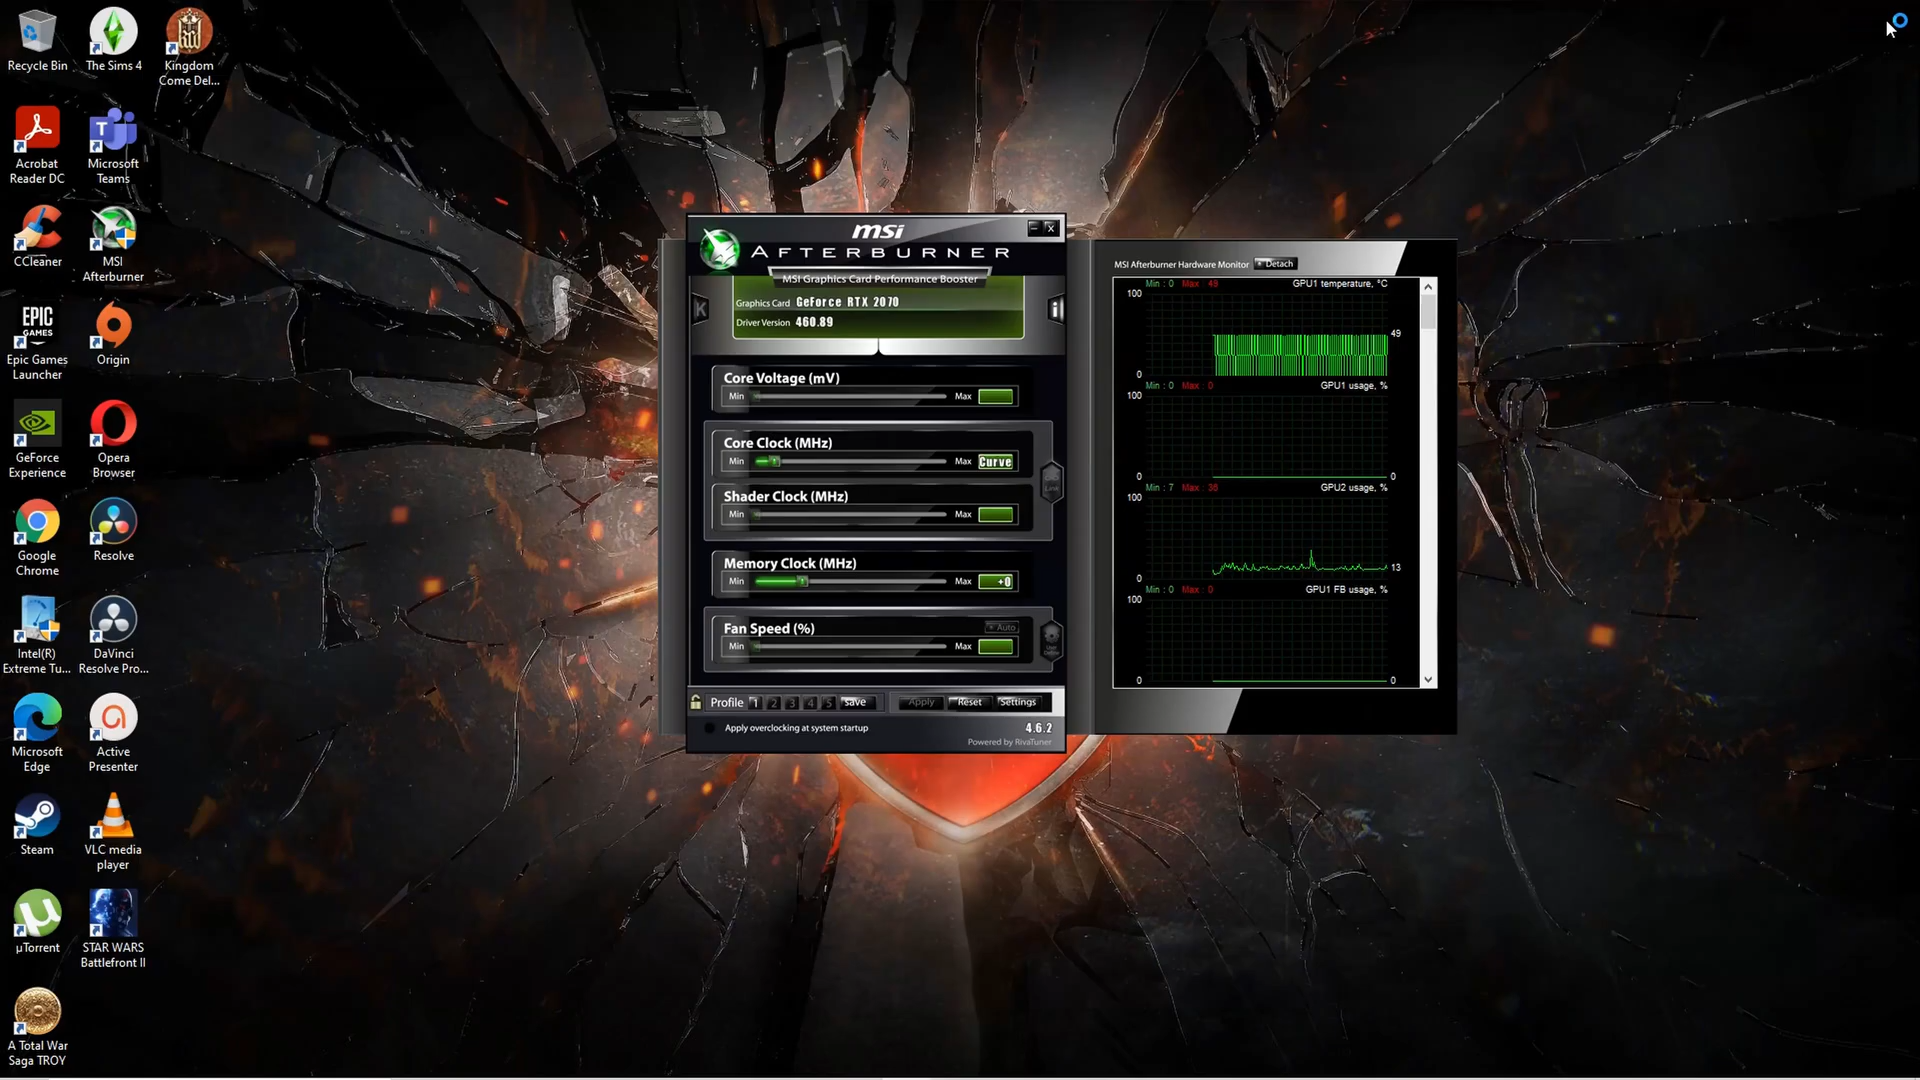 Recycle Bin
The Sims 4
Kingdom
Come Del...
Acrobat
Reader DC
Microsoft
Teams
CCleaner
MSI
Afterburner
EPIC
GAMES
Epic Games
Launcher
Origin
GeForce
Experience
Opera
Browser
Google
Chrome
Resolve
Intel(R)
Extreme Tu...
DaVinci
Resolve Pro...
Microsoft
Edge
Active
Presenter
Steam
VLC media
player
µTorrent
STAR WARS
Battlefront II
A Total War
Saga TROY
msi
AFTERBURNER
MSI Graphics Card Performance Booster
Graphics Card GeForce RTX 2070
Driver Version 460.89
K
i
Core Voltage (mV)
Min Max
Core Clock (MHz)
Min Max Curve
Shader Clock (MHz)
Min Max
Memory Clock (MHz)
Min Max +0
Fan Speed (%) Auto
Min Max
Profile 1 2 3 4 5 save Apply Reset Settings
Apply overclocking at system startup 4.6.2
Powered by RivaTuner
MSI Afterburner Hardware Monitor Detach
Min : 0 Max : 49 GPU1 temperature, °C
100
49
0
Min : 0 Max : 0 GPU1 usage, %
100
0 0
Min : 7 Max : 36 GPU2 usage, %
100
13
0
Min : 0 Max : 0 GPU1 FB usage, %
100
0 0